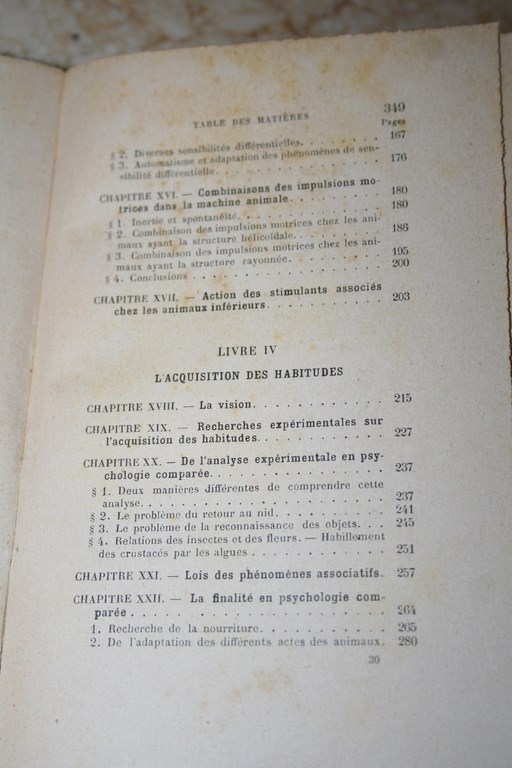 TABLE DES MATIÈRES 349
Pages
§ 2. Diverses sensibilités différentielles. . . . . . . . 167
§ 3. Automatisme et adaptation des phénomènes de sen-
sibilité différentielle. . . . . . . . . . . . . 176
CHAPITRE XVI. — Combinaisons des impulsions mo-
trices dans la machine animale. . . . . . . . . 180
§ 1. Inertie et spontanéité. . . . . . . . . . . . . 180
§ 2. Combinaison des impulsions motrices chez les ani-
maux ayant la structure hélicoïdale. . . . . . . . 186
§ 3. Combinaison des impulsions motrices chez les ani-
maux ayant la structure rayonnée. . . . . . . . 195
§ 4. Conclusions . . . . . . . . . . . . . . . 200
CHAPITRE XVII. — Action des stimulants associés
chez les animaux inférieurs. . . . . . . . . . 203
LIVRE IV
L'ACQUISITION DES HABITUDES
CHAPITRE XVIII. — La vision. . . . . . . . . . . 215
CHAPITRE XIX. — Recherches expérimentales sur
l'acquisition des habitudes. . . . . . . . . . . 227
CHAPITRE XX. — De l'analyse expérimentale en psy-
chologie comparée. . . . . . . . . . . . . . 237
§ 1. Deux manières différentes de comprendre cette
analyse. . . . . . . . . . . . . . . . . . 237
§ 2. Le problème du retour au nid. . . . . . . . . 241
§ 3. Le problème de la reconnaissance des objets. . . 245
§ 4. Relations des insectes et des fleurs. — Habillement
des crustacés par les algues . . . . . . . . . . 251
CHAPITRE XXI. — Lois des phénomènes associatifs. 257
CHAPITRE XXII. — La finalité en psychologie com-
parée . . . . . . . . . . . . . . . . . . 264
1. Recherche de la nourriture. . . . . . . . . . . 265
2. De l'adaptation des différents actes des animaux. 280
30